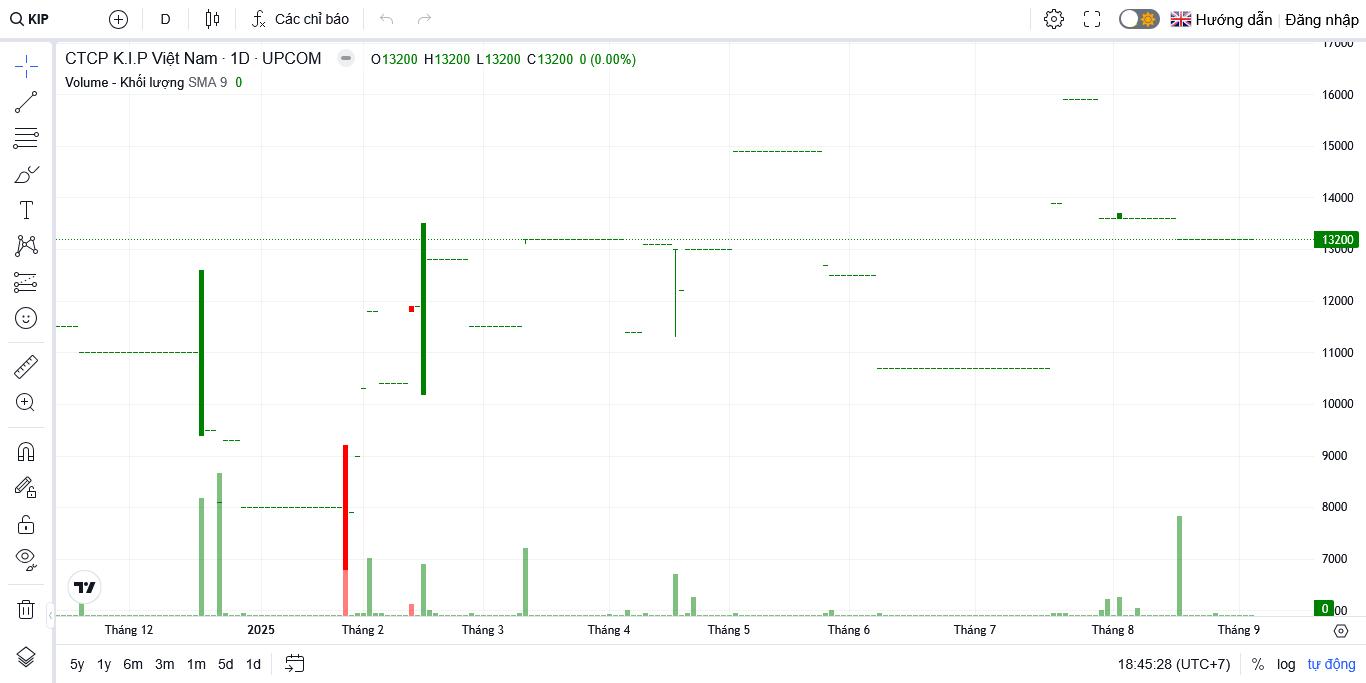 KIP D Các chỉ báo Hướng dẫn Đăng nhập
CTCP K.I.P Việt Nam · 1D · UPCOM O13200 H13200 L13200 C13200 0 (0.00%)
Volume - Khối lượng SMA 9 0
17000
16000
15000
14000
13200
13000
12000
11000
10000
9000
8000
7000
0 00
Tháng 12 2025 Tháng 2 Tháng 3 Tháng 4 Tháng 5 Tháng 6 Tháng 7 Tháng 8 Tháng 9
5y 1y 6m 3m 1m 5d 1d 18:45:28 (UTC+7) % log tự động